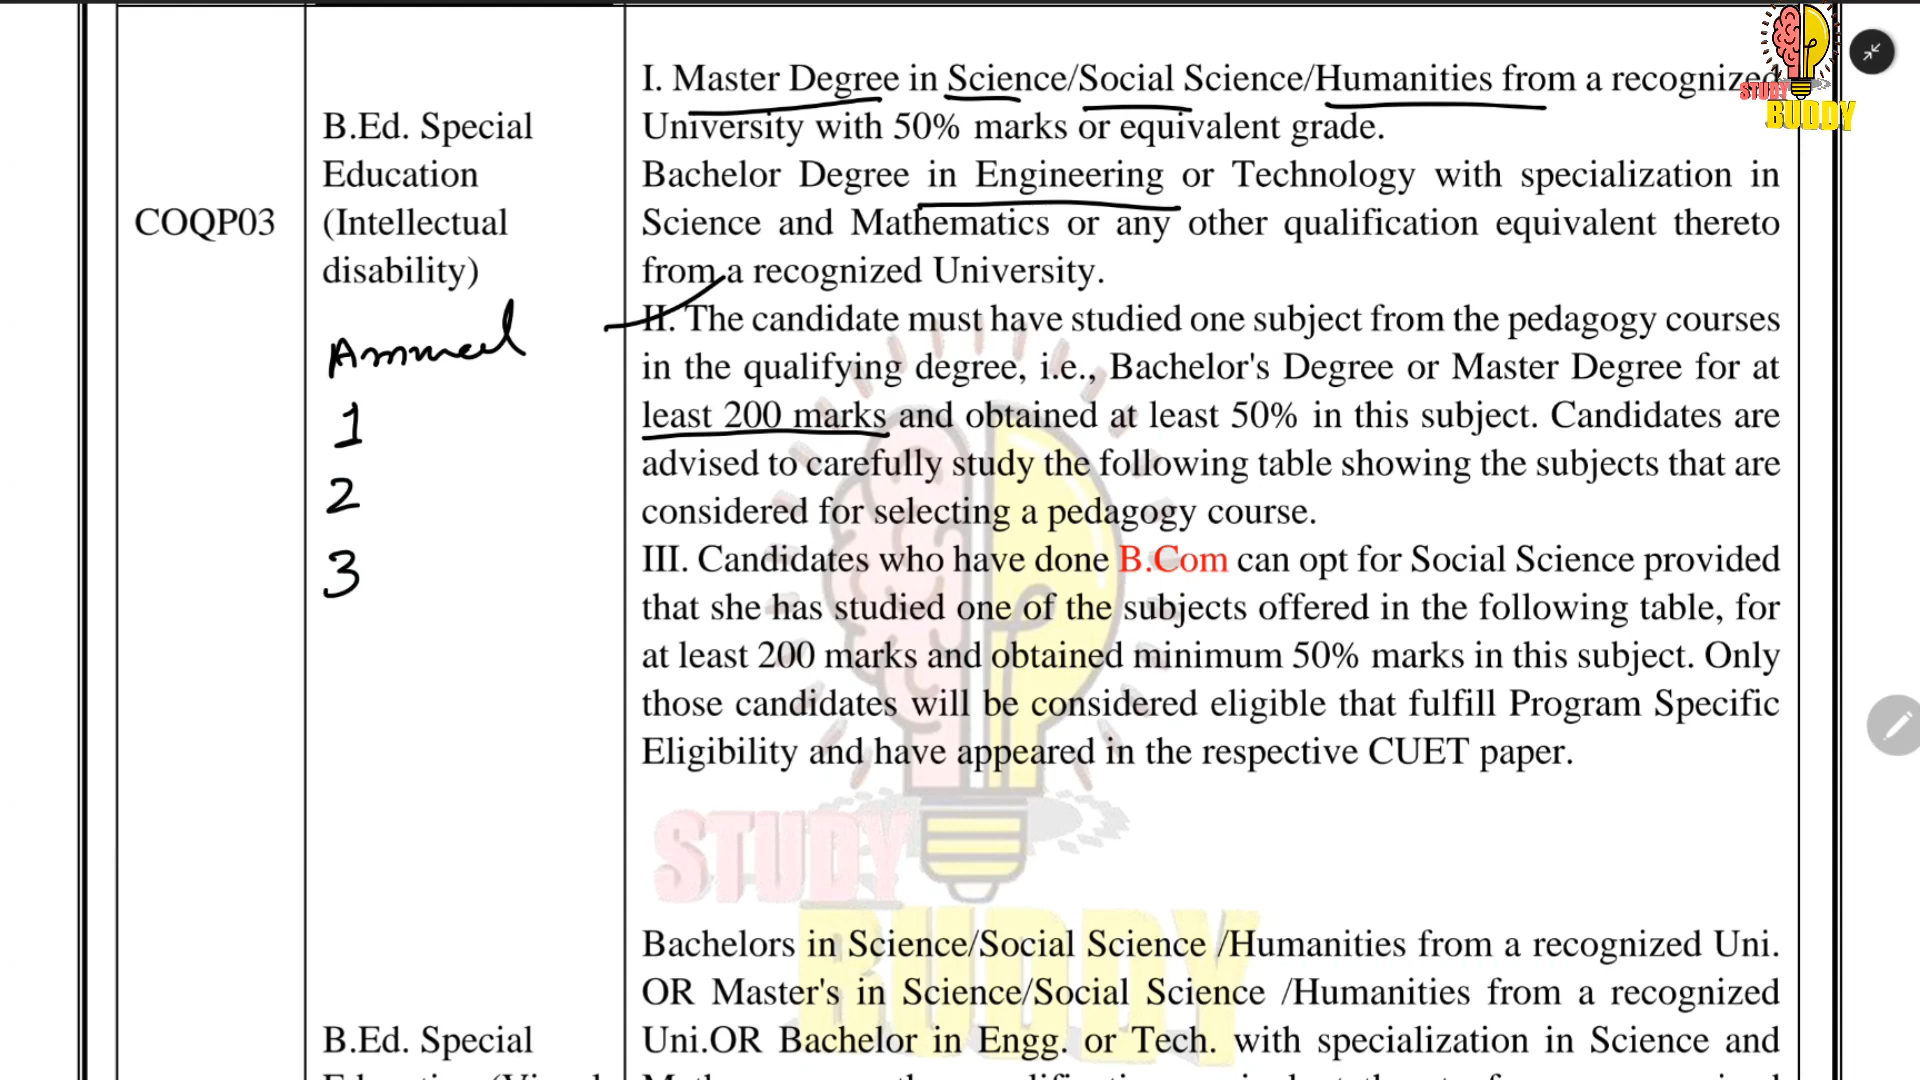 COQP03
B.Ed. Special
Education
(Intellectual
disability)
Annual
1
2
3
I. Master Degree in Science/Social Science/Humanities from a recognized
University with 50% marks or equivalent grade.
Bachelor Degree in Engineering or Technology with specialization in
Science and Mathematics or any other qualification equivalent thereto
from a recognized University.
II. The candidate must have studied one subject from the pedagogy courses
in the qualifying degree, i.e., Bachelor's Degree or Master Degree for at
least 200 marks and obtained at least 50% in this subject. Candidates are
advised to carefully study the following table showing the subjects that are
considered for selecting a pedagogy course.
III. Candidates who have done B.Com can opt for Social Science provided
that she has studied one of the subjects offered in the following table, for
at least 200 marks and obtained minimum 50% marks in this subject. Only
those candidates will be considered eligible that fulfill Program Specific
Eligibility and have appeared in the respective CUET paper.
B.Ed. Special
Bachelors in Science/Social Science /Humanities from a recognized Uni.
OR Master's in Science/Social Science /Humanities from a recognized
Uni.OR Bachelor in Engg. or Tech. with specialization in Science and
STUDY
BUDDY
STUDY
BUDDY